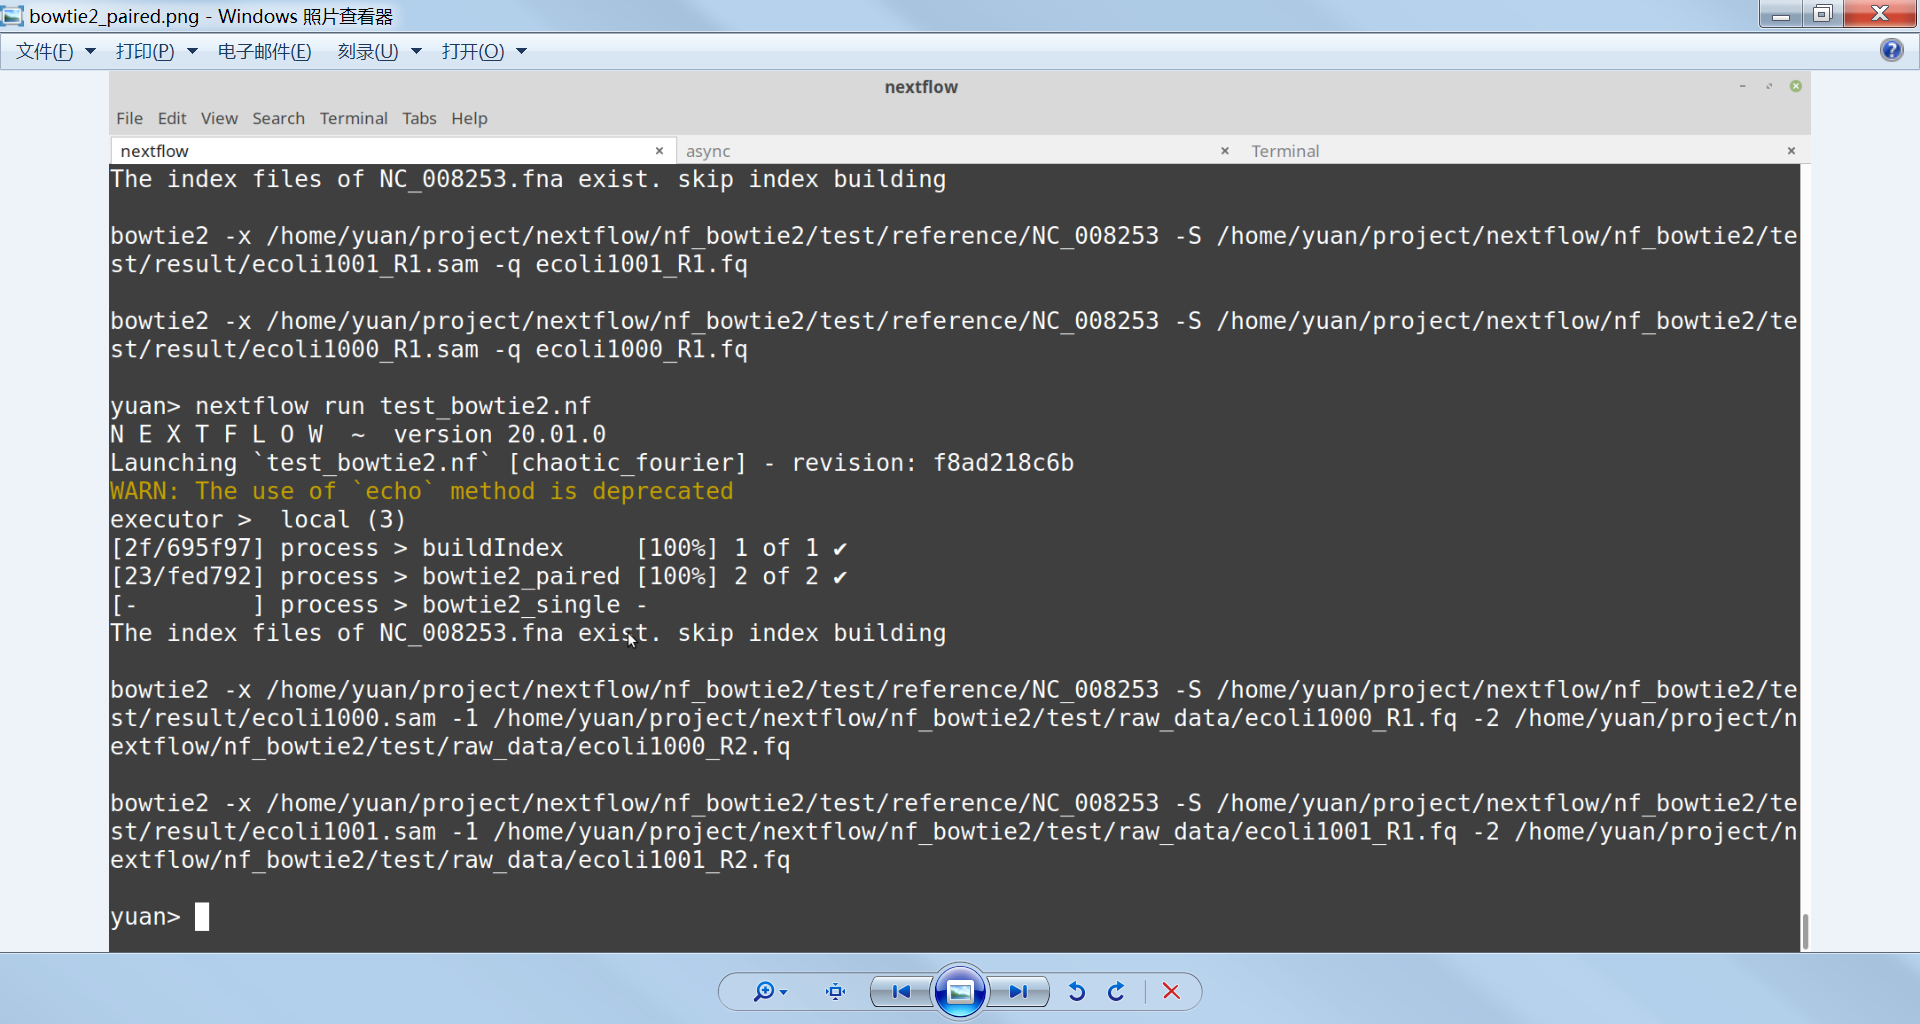 bowtie2_paired.png - Windows 照片查看器
文件(F) 打印(P) 电子邮件(E) 刻录(U) 打开(O)
nextflow
File Edit View Search Terminal Tabs Help
nextflow × async × Terminal ×
The index files of NC_008253.fna exist. skip index building
bowtie2 -x /home/yuan/project/nextflow/nf_bowtie2/test/reference/NC_008253 -S /home/yuan/project/nextflow/nf_bowtie2/te
st/result/ecoli1001_R1.sam -q ecoli1001_R1.fq
bowtie2 -x /home/yuan/project/nextflow/nf_bowtie2/test/reference/NC_008253 -S /home/yuan/project/nextflow/nf_bowtie2/te
st/result/ecoli1000_R1.sam -q ecoli1000_R1.fq
yuan> nextflow run test_bowtie2.nf
N E X T F L O W  ~  version 20.01.0
Launching `test_bowtie2.nf` [chaotic_fourier] - revision: f8ad218c6b
WARN: The use of `echo` method is deprecated
executor >  local (3)
[2f/695f97] process > buildIndex     [100%] 1 of 1 ✔
[23/fed792] process > bowtie2_paired [100%] 2 of 2 ✔
[-        ] process > bowtie2_single -
The index files of NC_008253.fna exist. skip index building
bowtie2 -x /home/yuan/project/nextflow/nf_bowtie2/test/reference/NC_008253 -S /home/yuan/project/nextflow/nf_bowtie2/te
st/result/ecoli1000.sam -1 /home/yuan/project/nextflow/nf_bowtie2/test/raw_data/ecoli1000_R1.fq -2 /home/yuan/project/n
extflow/nf_bowtie2/test/raw_data/ecoli1000_R2.fq
bowtie2 -x /home/yuan/project/nextflow/nf_bowtie2/test/reference/NC_008253 -S /home/yuan/project/nextflow/nf_bowtie2/te
st/result/ecoli1001.sam -1 /home/yuan/project/nextflow/nf_bowtie2/test/raw_data/ecoli1001_R1.fq -2 /home/yuan/project/n
extflow/nf_bowtie2/test/raw_data/ecoli1001_R2.fq
yuan>